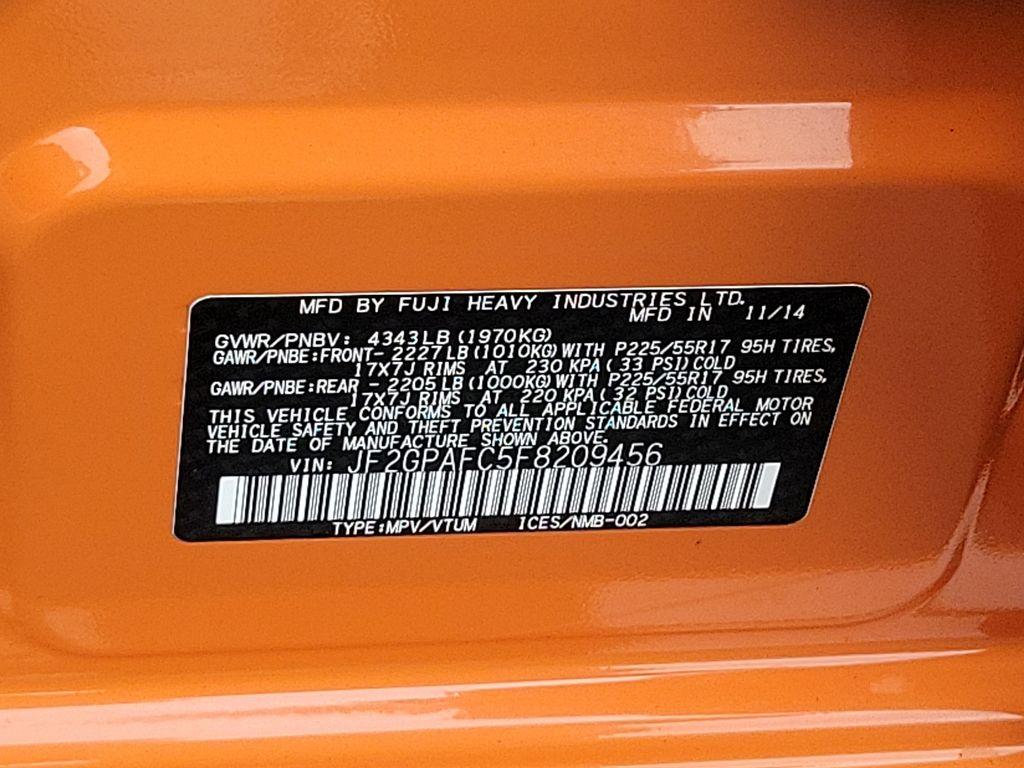 MFD BY FUJI HEAVY INDUSTRIES LTD.
MFD IN 11/14
GVWR/PNBV: 4343LB(1970KG)
GAWR/PNBE:FRONT- 2227LB(1010KG)WITH P225/55R17 95H TIRES,
17X7J RIMS AT 230 KPA( 33 PSI)COLD
GAWR/PNBE:REAR - 2205LB(1000KG)WITH P225/55R17 95H TIRES,
17X7J RIMS AT 220 KPA( 32 PSI)COLD
THIS VEHICLE CONFORMS TO ALL APPLICABLE FEDERAL MOTOR
VEHICLE SAFETY AND THEFT PREVENTION STANDARDS IN EFFECT ON
THE DATE OF MANUFACTURE SHOWN ABOVE.
VIN: JF2GPAFC5F8209456
TYPE:MPV/VTUM ICES/NMB-002